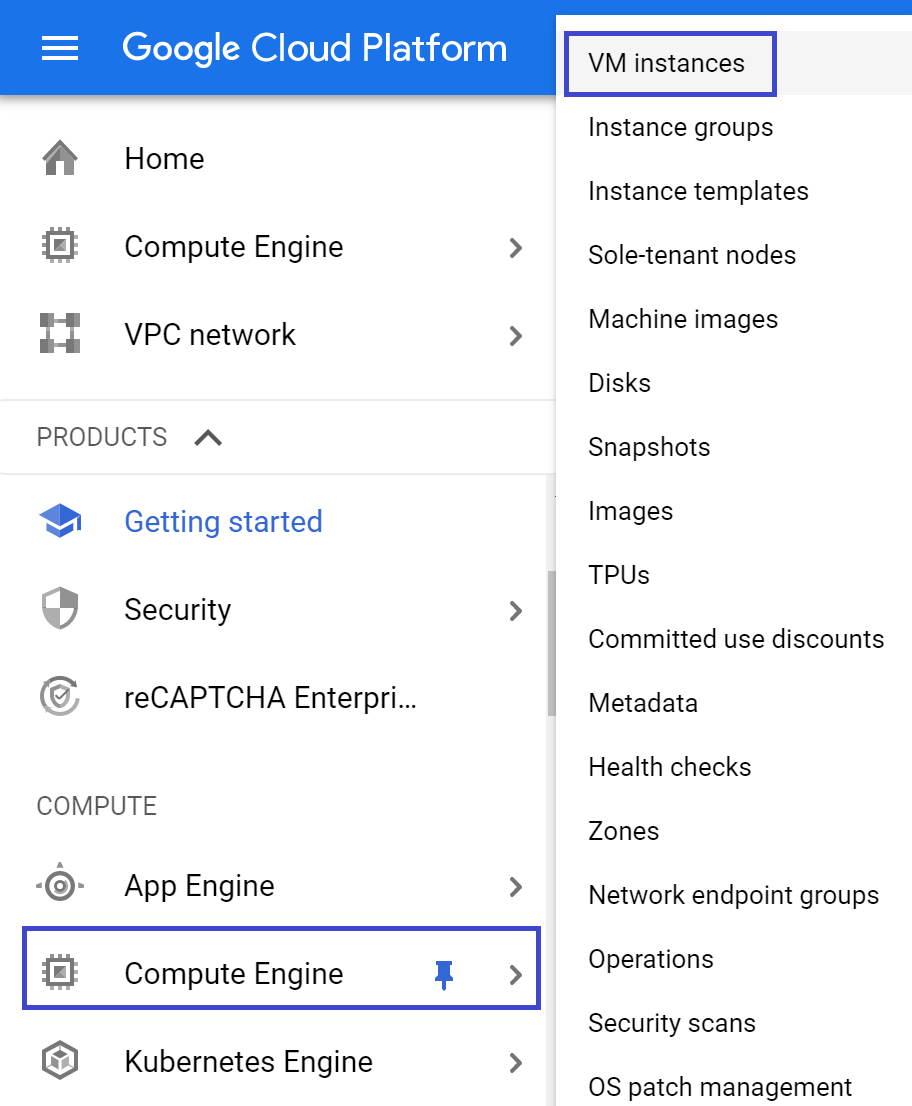 Google Cloud Platform
Home
Compute Engine
VPC network
PRODUCTS
Getting started
Security
reCAPTCHA Enterpri...
COMPUTE
App Engine
Compute Engine
Kubernetes Engine
VM instances
Instance groups
Instance templates
Sole-tenant nodes
Machine images
Disks
Snapshots
Images
TPUs
Committed use discounts
Metadata
Health checks
Zones
Network endpoint groups
Operations
Security scans
OS patch management